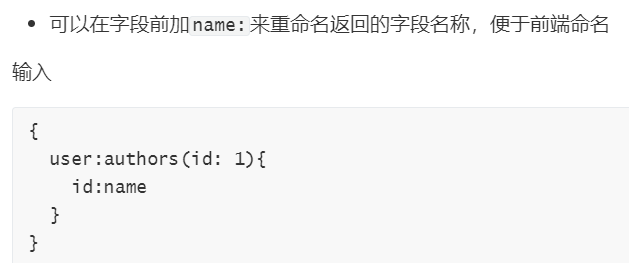 • 可以在字段前加name:来重命名返回的字段名称，便于前端命名
输入
{
  user:authors(id: 1){
    id:name
  }
}